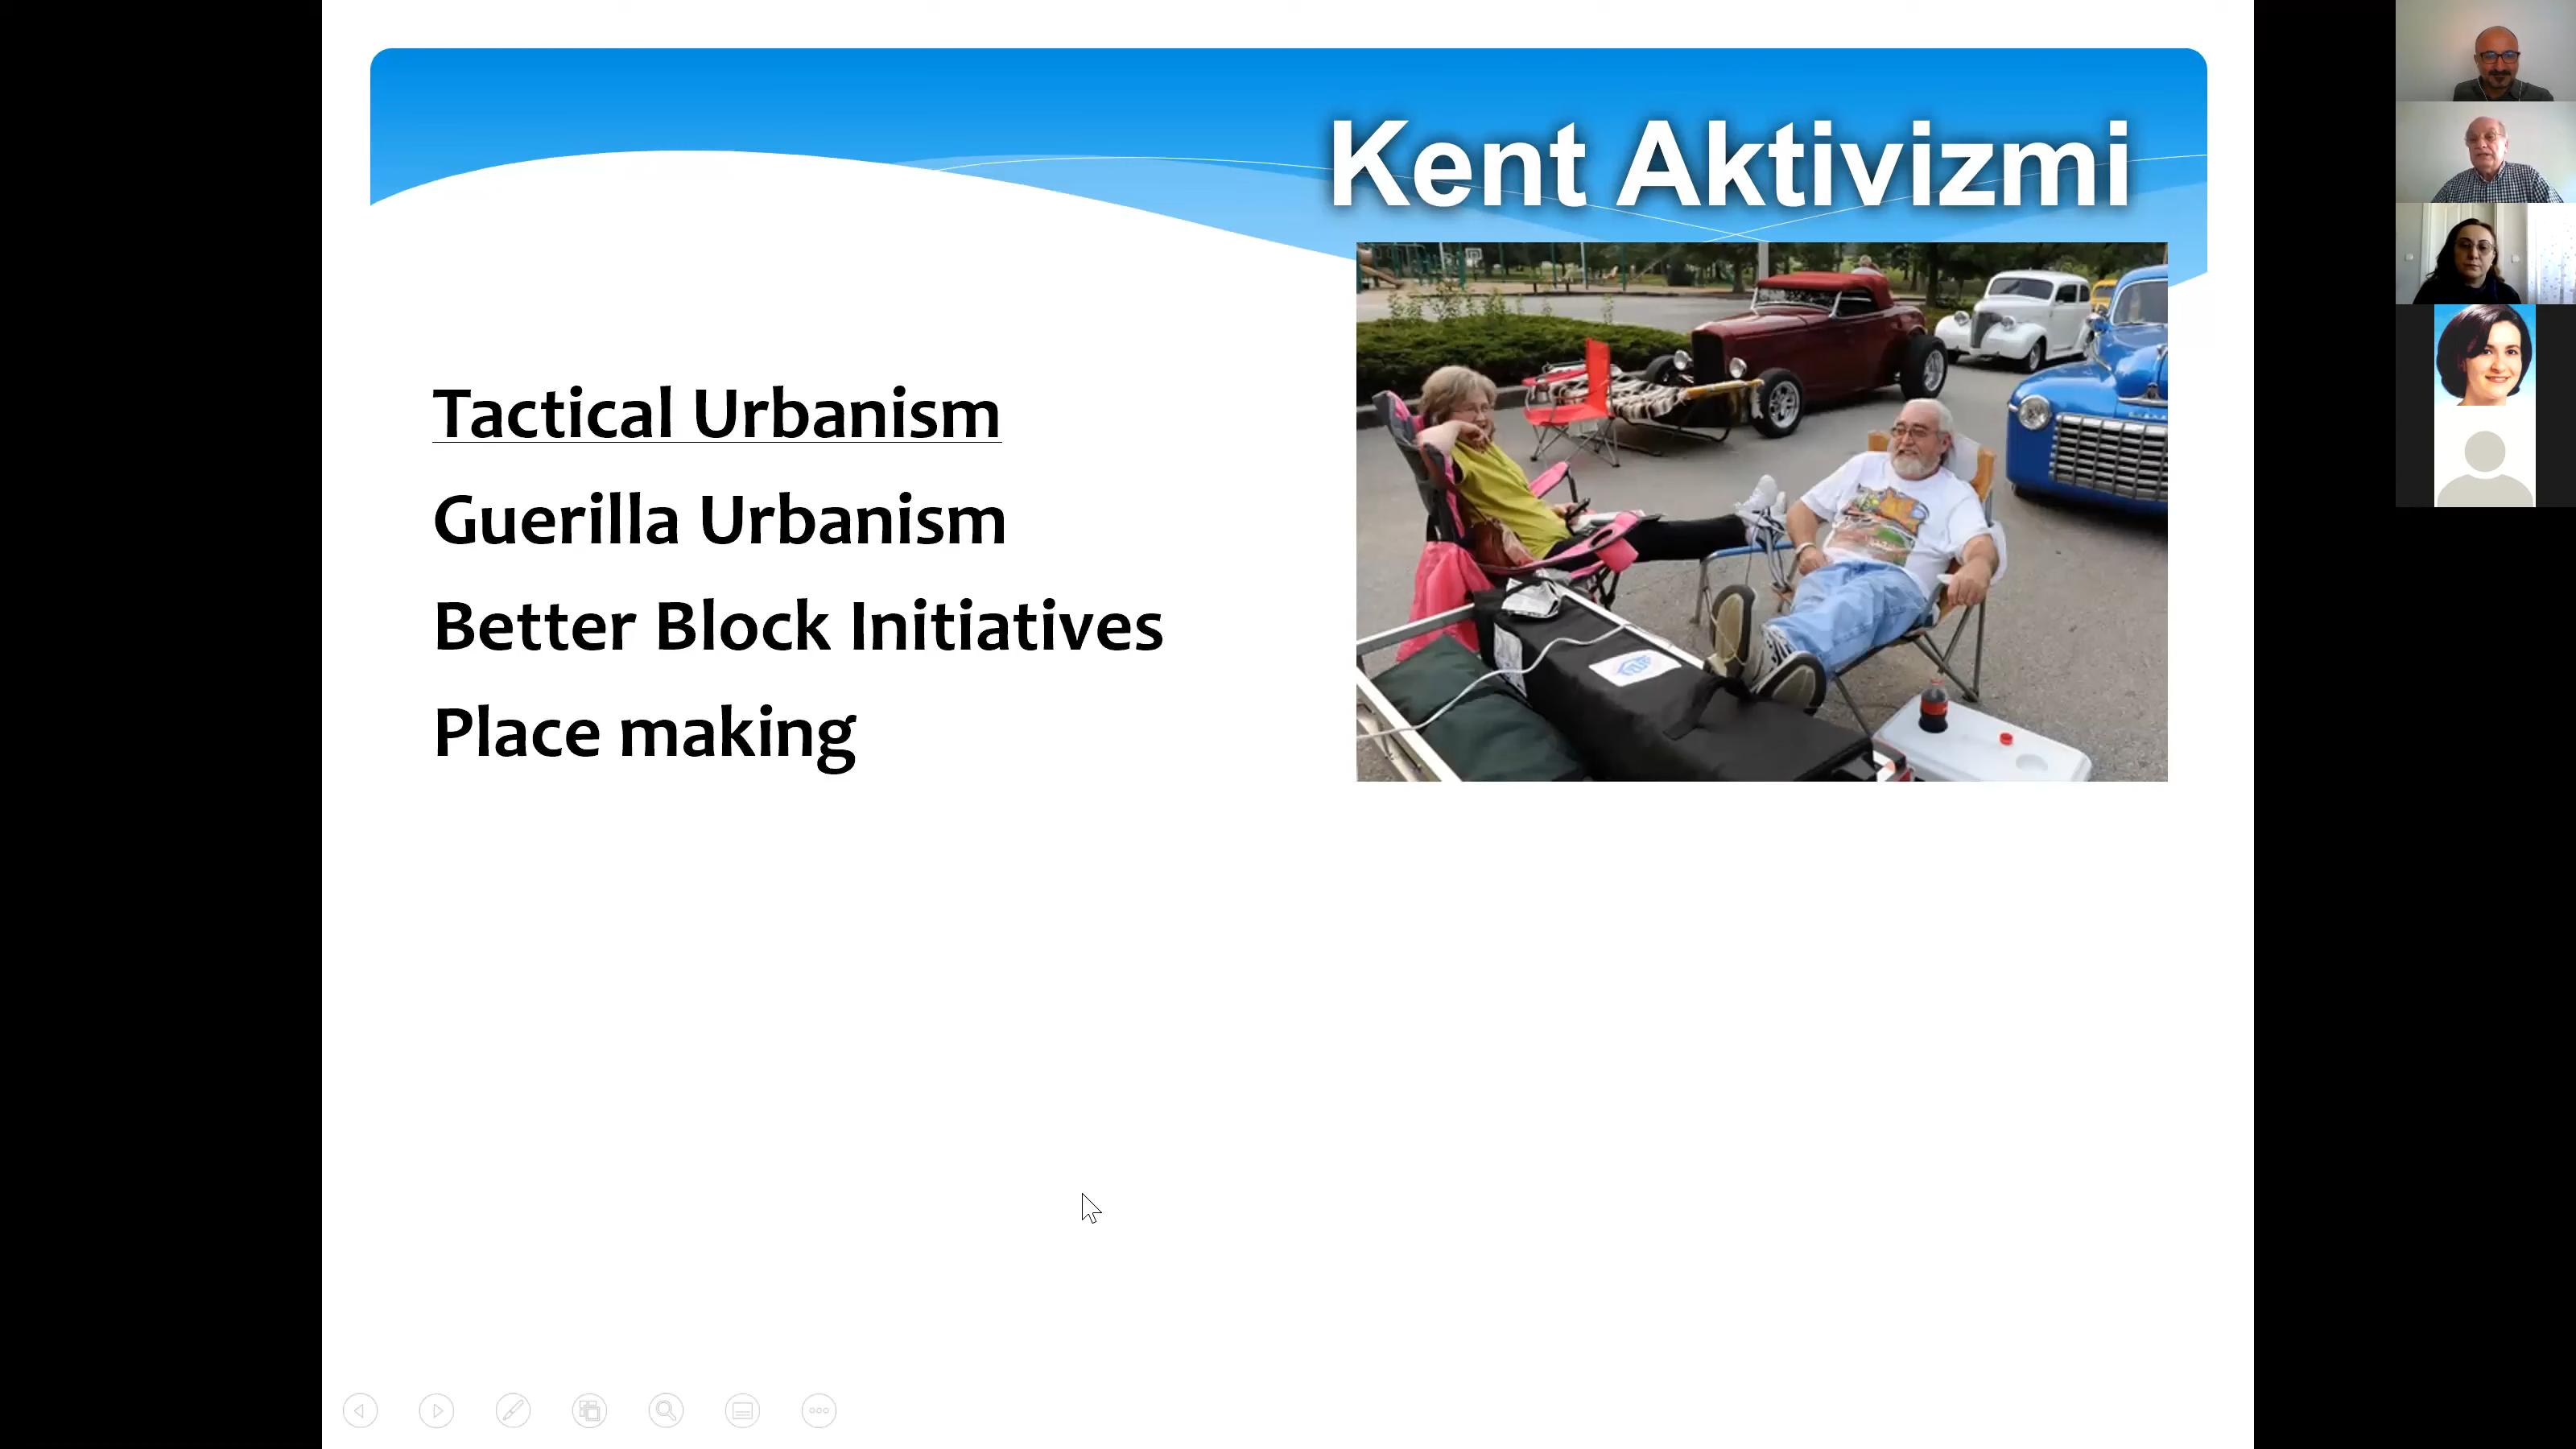 Kent Aktivizmi
Tactical Urbanism
Guerilla Urbanism
Better Block Initiatives
Place making